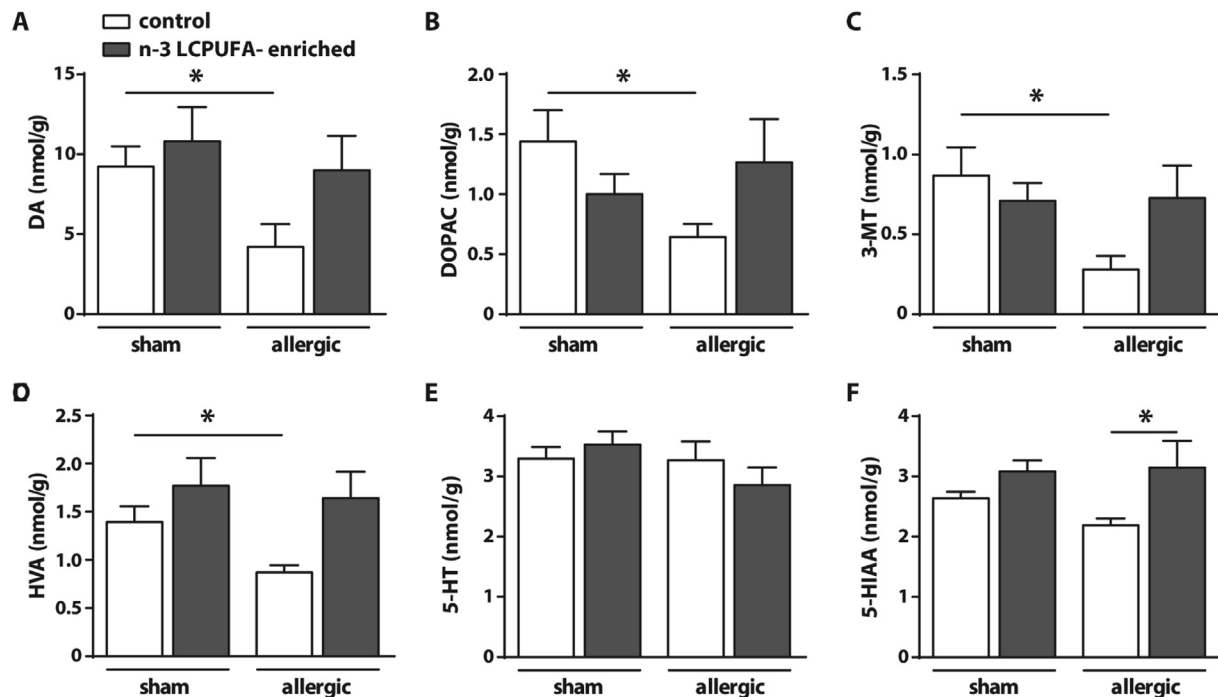 A
control
n-3 LCPUFA- enriched
*
DA (nmol/g)
15
10
5
0
sham
allergic
B
*
DOPAC (nmol/g)
2.0
1.5
1.0
0.5
0
sham
allergic
C
*
3-MT (nmol/g)
1.5
1.0
0.5
0
sham
allergic
D
*
HVA (nmol/g)
2.5
2.0
1.5
1.0
0.5
0
sham
allergic
E
5-HT (nmol/g)
4
3
2
1
0
sham
allergic
F
*
5-HIAA (nmol/g)
4
3
2
1
0
sham
allergic